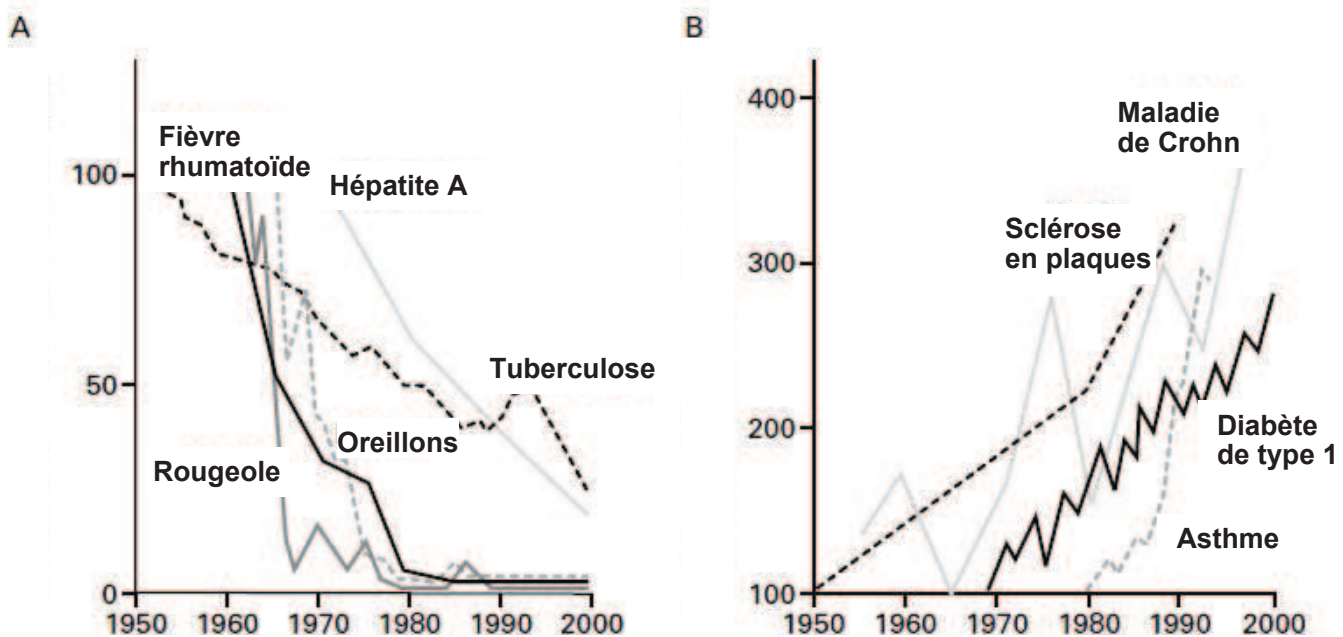 A
Fièvre
rhumatoïde
Hépatite A
Tuberculose
Oreillons
Rougeole
100
50
0
1950 1960 1970 1980 1990 2000
B
Maladie
de Crohn
Sclérose
en plaques
Diabète
de type 1
Asthme
400
300
200
100
1950 1960 1970 1980 1990 2000